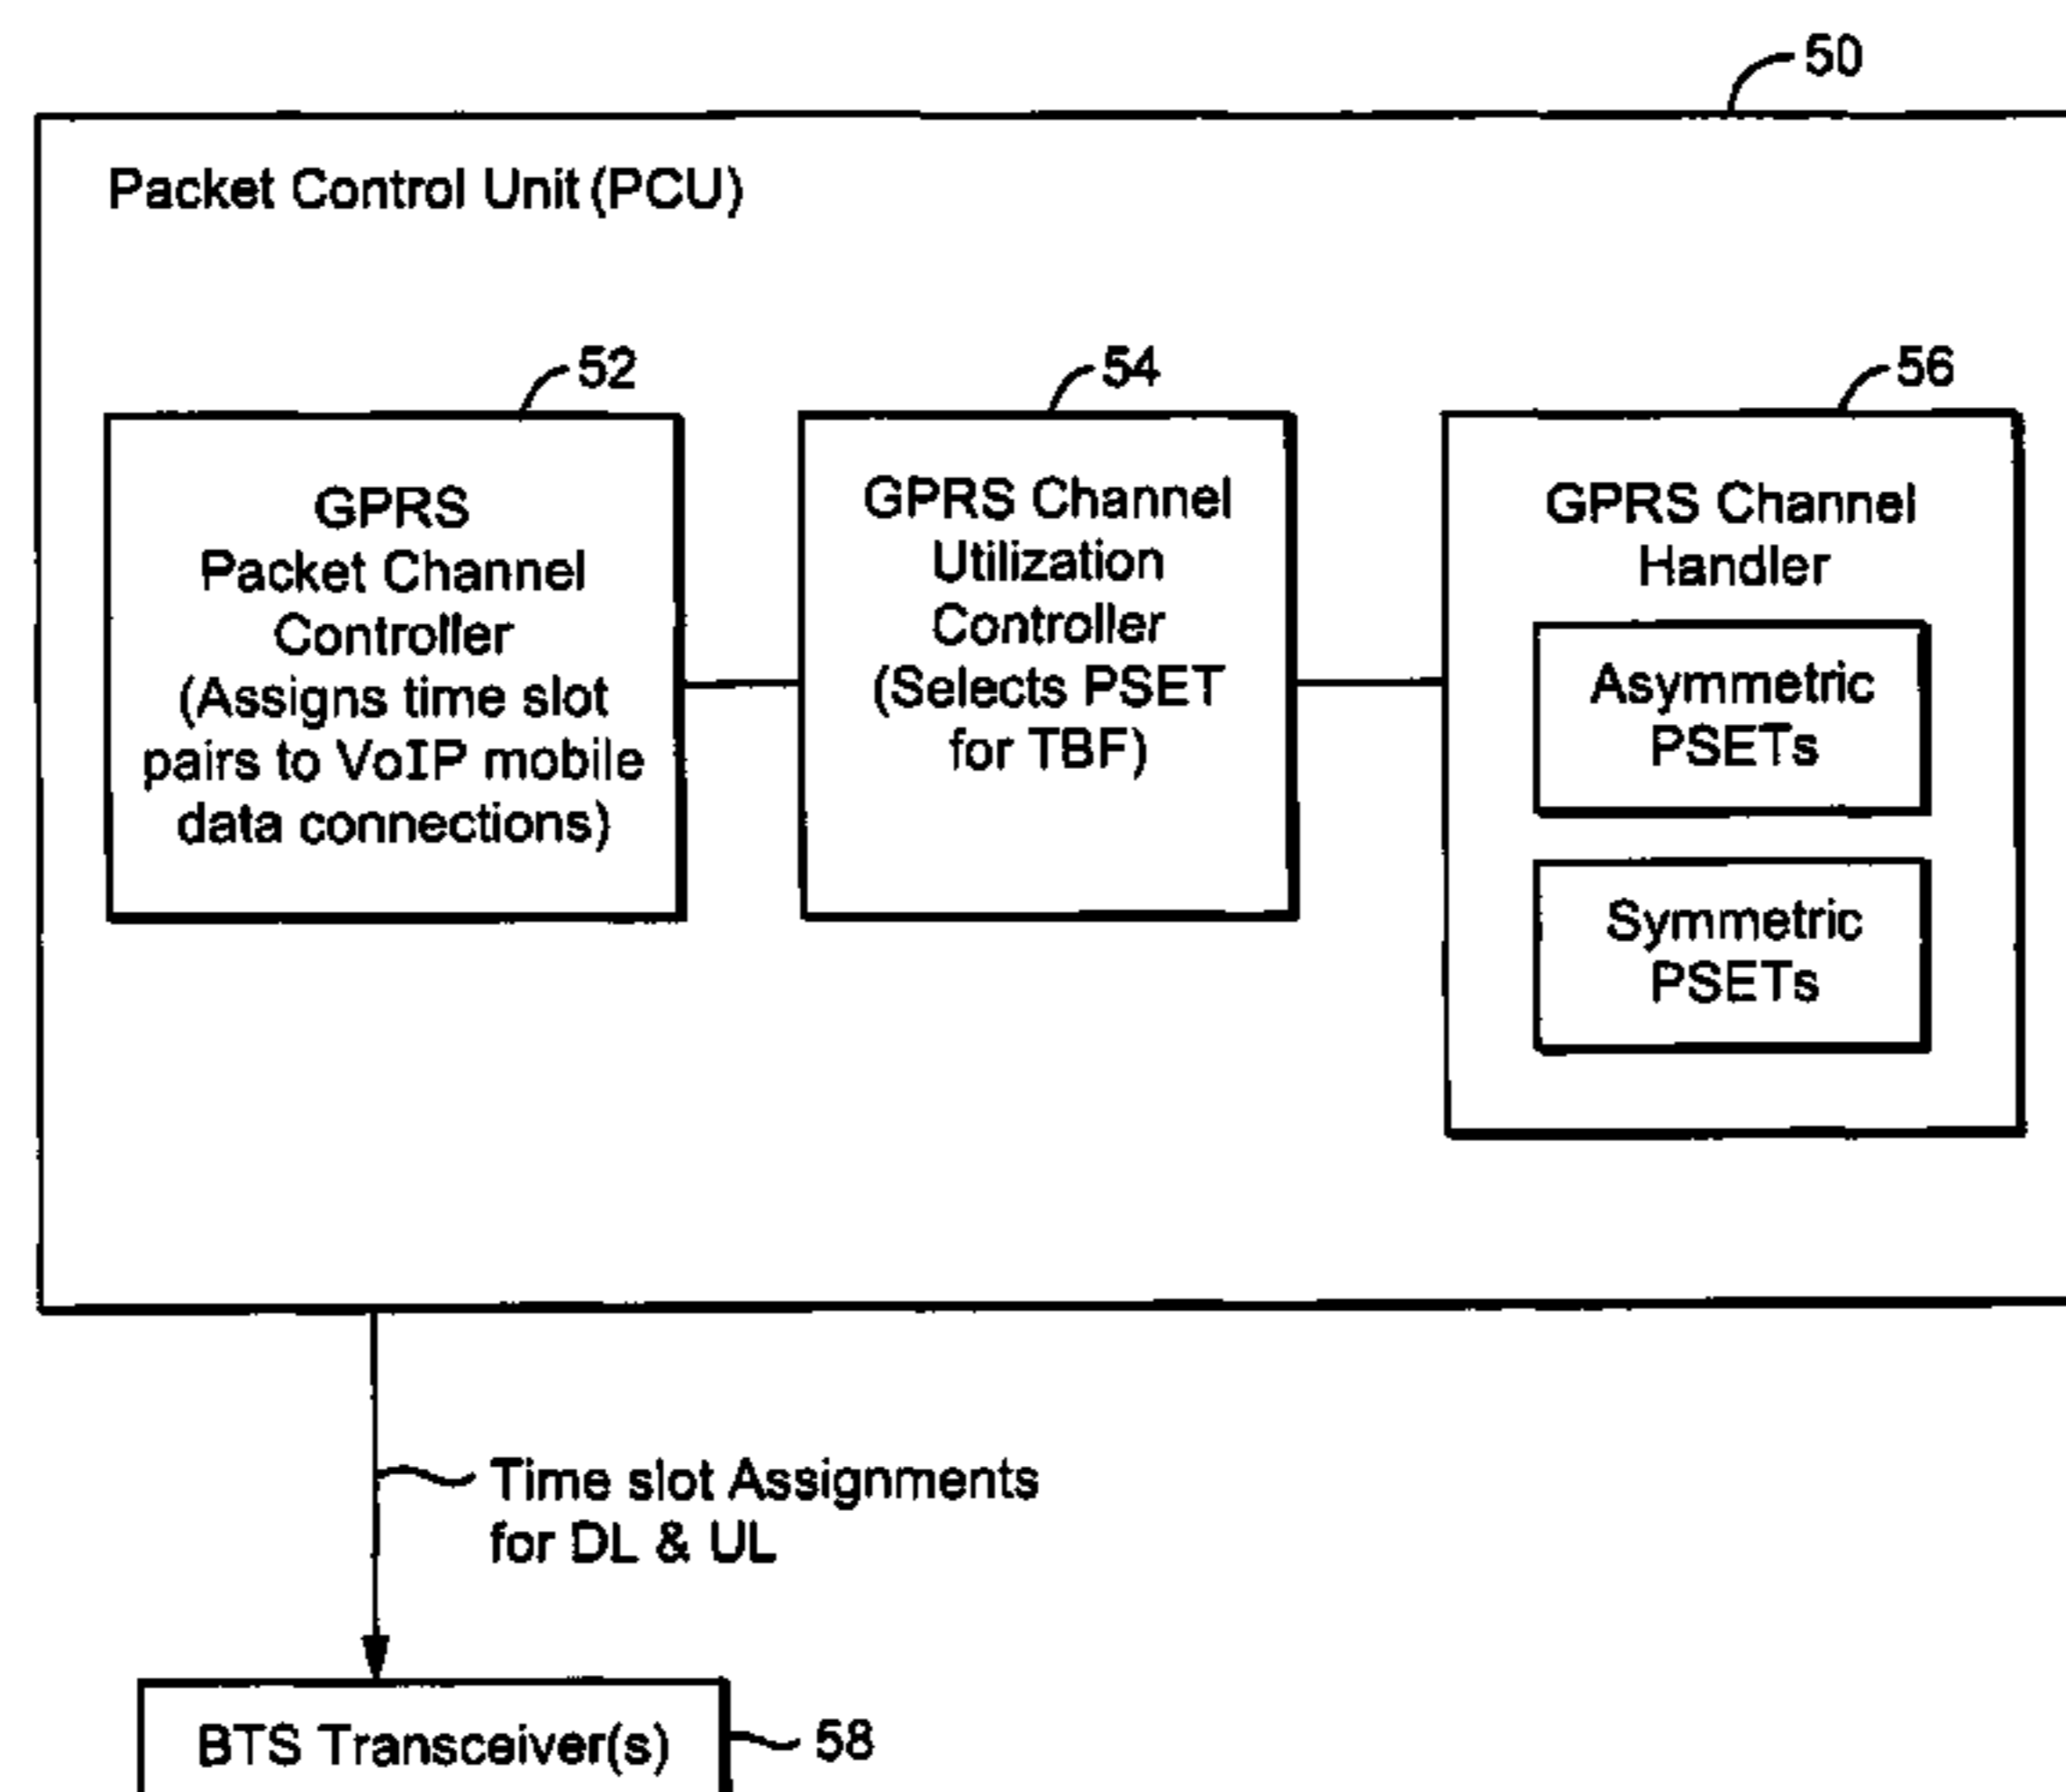 50
Packet Control Unit (PCU)
52
54
56
GPRS
Packet Channel
Controller
(Assigns time slot
pairs to VoIP mobile
data connections)
GPRS Channel
Utilization
Controller
(Selects PSET
for TBF)
GPRS Channel
Handler
Asymmetric
PSETs
Symmetric
PSETs
Time slot Assignments
for DL & UL
BTS Transceiver(s)
58